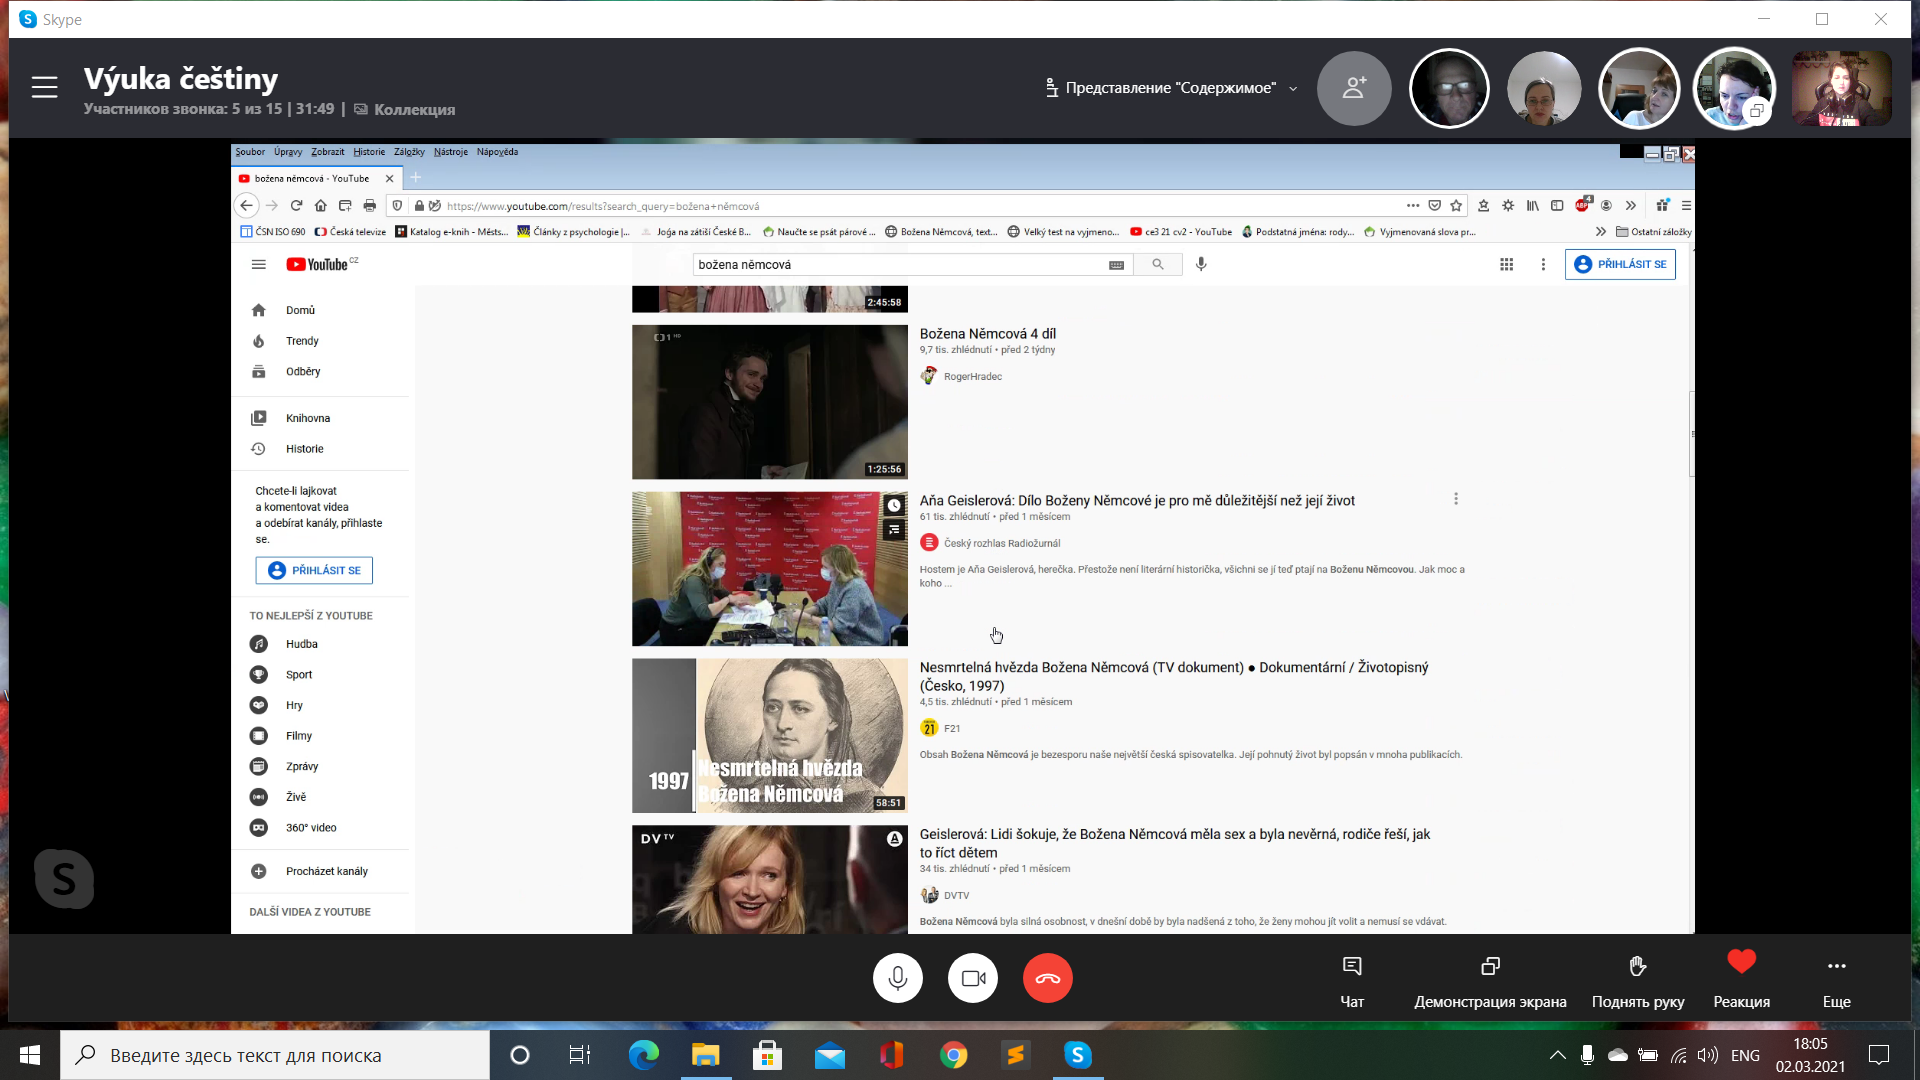 Skype
Výuka češtiny
Участников звонка: 5 из 15 | 31:49 | Коллекция
Представление "Содержимое"
Soubor Úpravy Zobrazit Historie Záložky Nástroje Nápověda
božena němcová - YouTube
https://www.youtube.com/results?search_query=božena+němcová
ČSN ISO 690 Česká televize Katalog e-knih - Městs... Články z psychologie |... Jóga na zátiší České B... Naučte se psát párové ... Božena Němcová, text... Velký test na vyjmeno... ce3 21 cv2 - YouTube Podstatná jména: rody... Vyjmenovaná slova pr... Ostatní záložky
YouTube CZ
božena němcová
PŘIHLÁSIT SE
Domů
Trendy
Odběry
Knihovna
Historie
Chcete-li lajkovat
a komentovat videa
a odebírat kanály, přihlaste
se.
PŘIHLÁSIT SE
TO NEJLEPŠÍ Z YOUTUBE
Hudba
Sport
Hry
Filmy
Zprávy
Živě
360° video
Procházet kanály
DALŠÍ VIDEA Z YOUTUBE
2:45:58
1:25:56
Božena Němcová 4 díl
9,7 tis. zhlédnutí • před 2 týdny
RogerHradec
Aňa Geislerová: Dílo Boženy Němcové je pro mě důležitější než její život
61 tis. zhlédnutí • před 1 měsícem
Český rozhlas Radiožurnál
Hostem je Aňa Geislerová, herečka. Přestože není literární historička, všichni se jí teď ptají na Boženu Němcovou. Jak moc a
koho ...
1997
Nesmrtelná hvězda
Božena Němcová
58:51
Nesmrtelná hvězda Božena Němcová (TV dokument) ● Dokumentární / Životopisný
(Česko, 1997)
4,5 tis. zhlédnutí • před 1 měsícem
21
F21
Obsah Božena Němcová je bezesporu naše největší česká spisovatelka. Její pohnutý život byl popsán v mnoha publikacích.
DVTV
Geislerová: Lidi šokuje, že Božena Němcová měla sex a byla nevěrná, rodiče řeší, jak
to říct dětem
34 tis. zhlédnutí • před 1 měsícem
DVTV
Božena Němcová byla silná osobnost, v dnešní době by byla nadšená z toho, že ženy mohou jít volit a nemusí se vdávat.
Чат
Демонстрация экрана
Поднять руку
Реакция
Еще
Введите здесь текст для поиска
ENG
18:05
02.03.2021